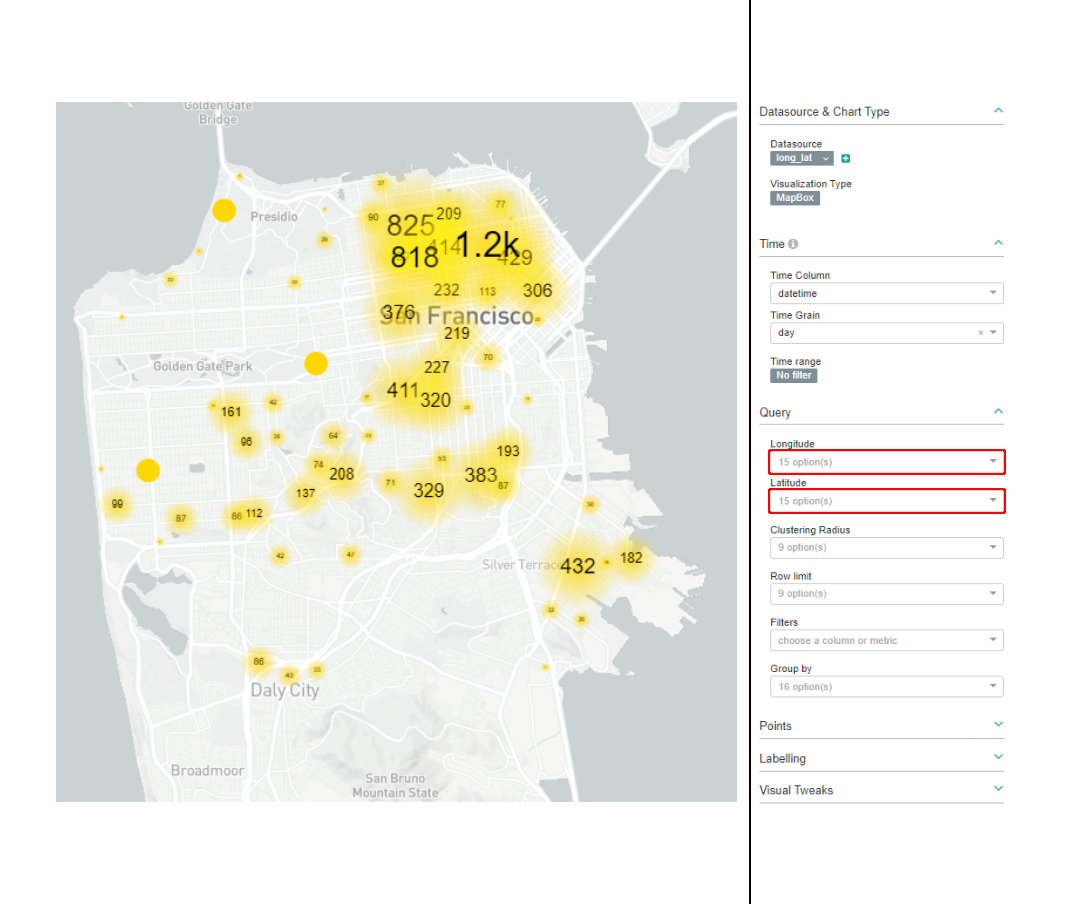 Golden Gate
Bridge
37
77
Presidio
90
825
209
28
818
414
1.2k
429
232
113
306
376
San Francisco
219
Golden Gate Park
70
227
411
320
42
161
96
64
193
53
74
208
383
137
71
329
87
99
87
86
112
36
42
47
Silver Terrace
432
182
32
26
86
43
33
Daly City
Broadmoor
San Bruno
Mountain State
Datasource & Chart Type
Datasource
long_lat
Visualization Type
MapBox
Time
Time Column
datetime
Time Grain
day
×
Time range
No filter
Query
Longitude
15 option(s)
Latitude
15 option(s)
Clustering Radius
9 option(s)
Row limit
9 option(s)
Filters
choose a column or metric
Group by
16 option(s)
Points
Labelling
Visual Tweaks